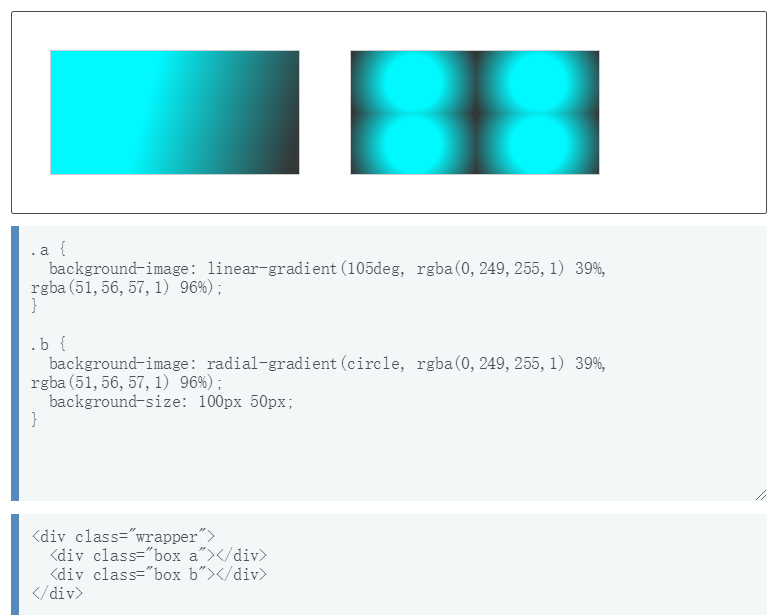 .a {
  background-image: linear-gradient(105deg, rgba(0,249,255,1) 39%,
rgba(51,56,57,1) 96%);
}
.b {
  background-image: radial-gradient(circle, rgba(0,249,255,1) 39%,
rgba(51,56,57,1) 96%);
  background-size: 100px 50px;
}
<div class="wrapper">
  <div class="box a"></div>
  <div class="box b"></div>
</div>